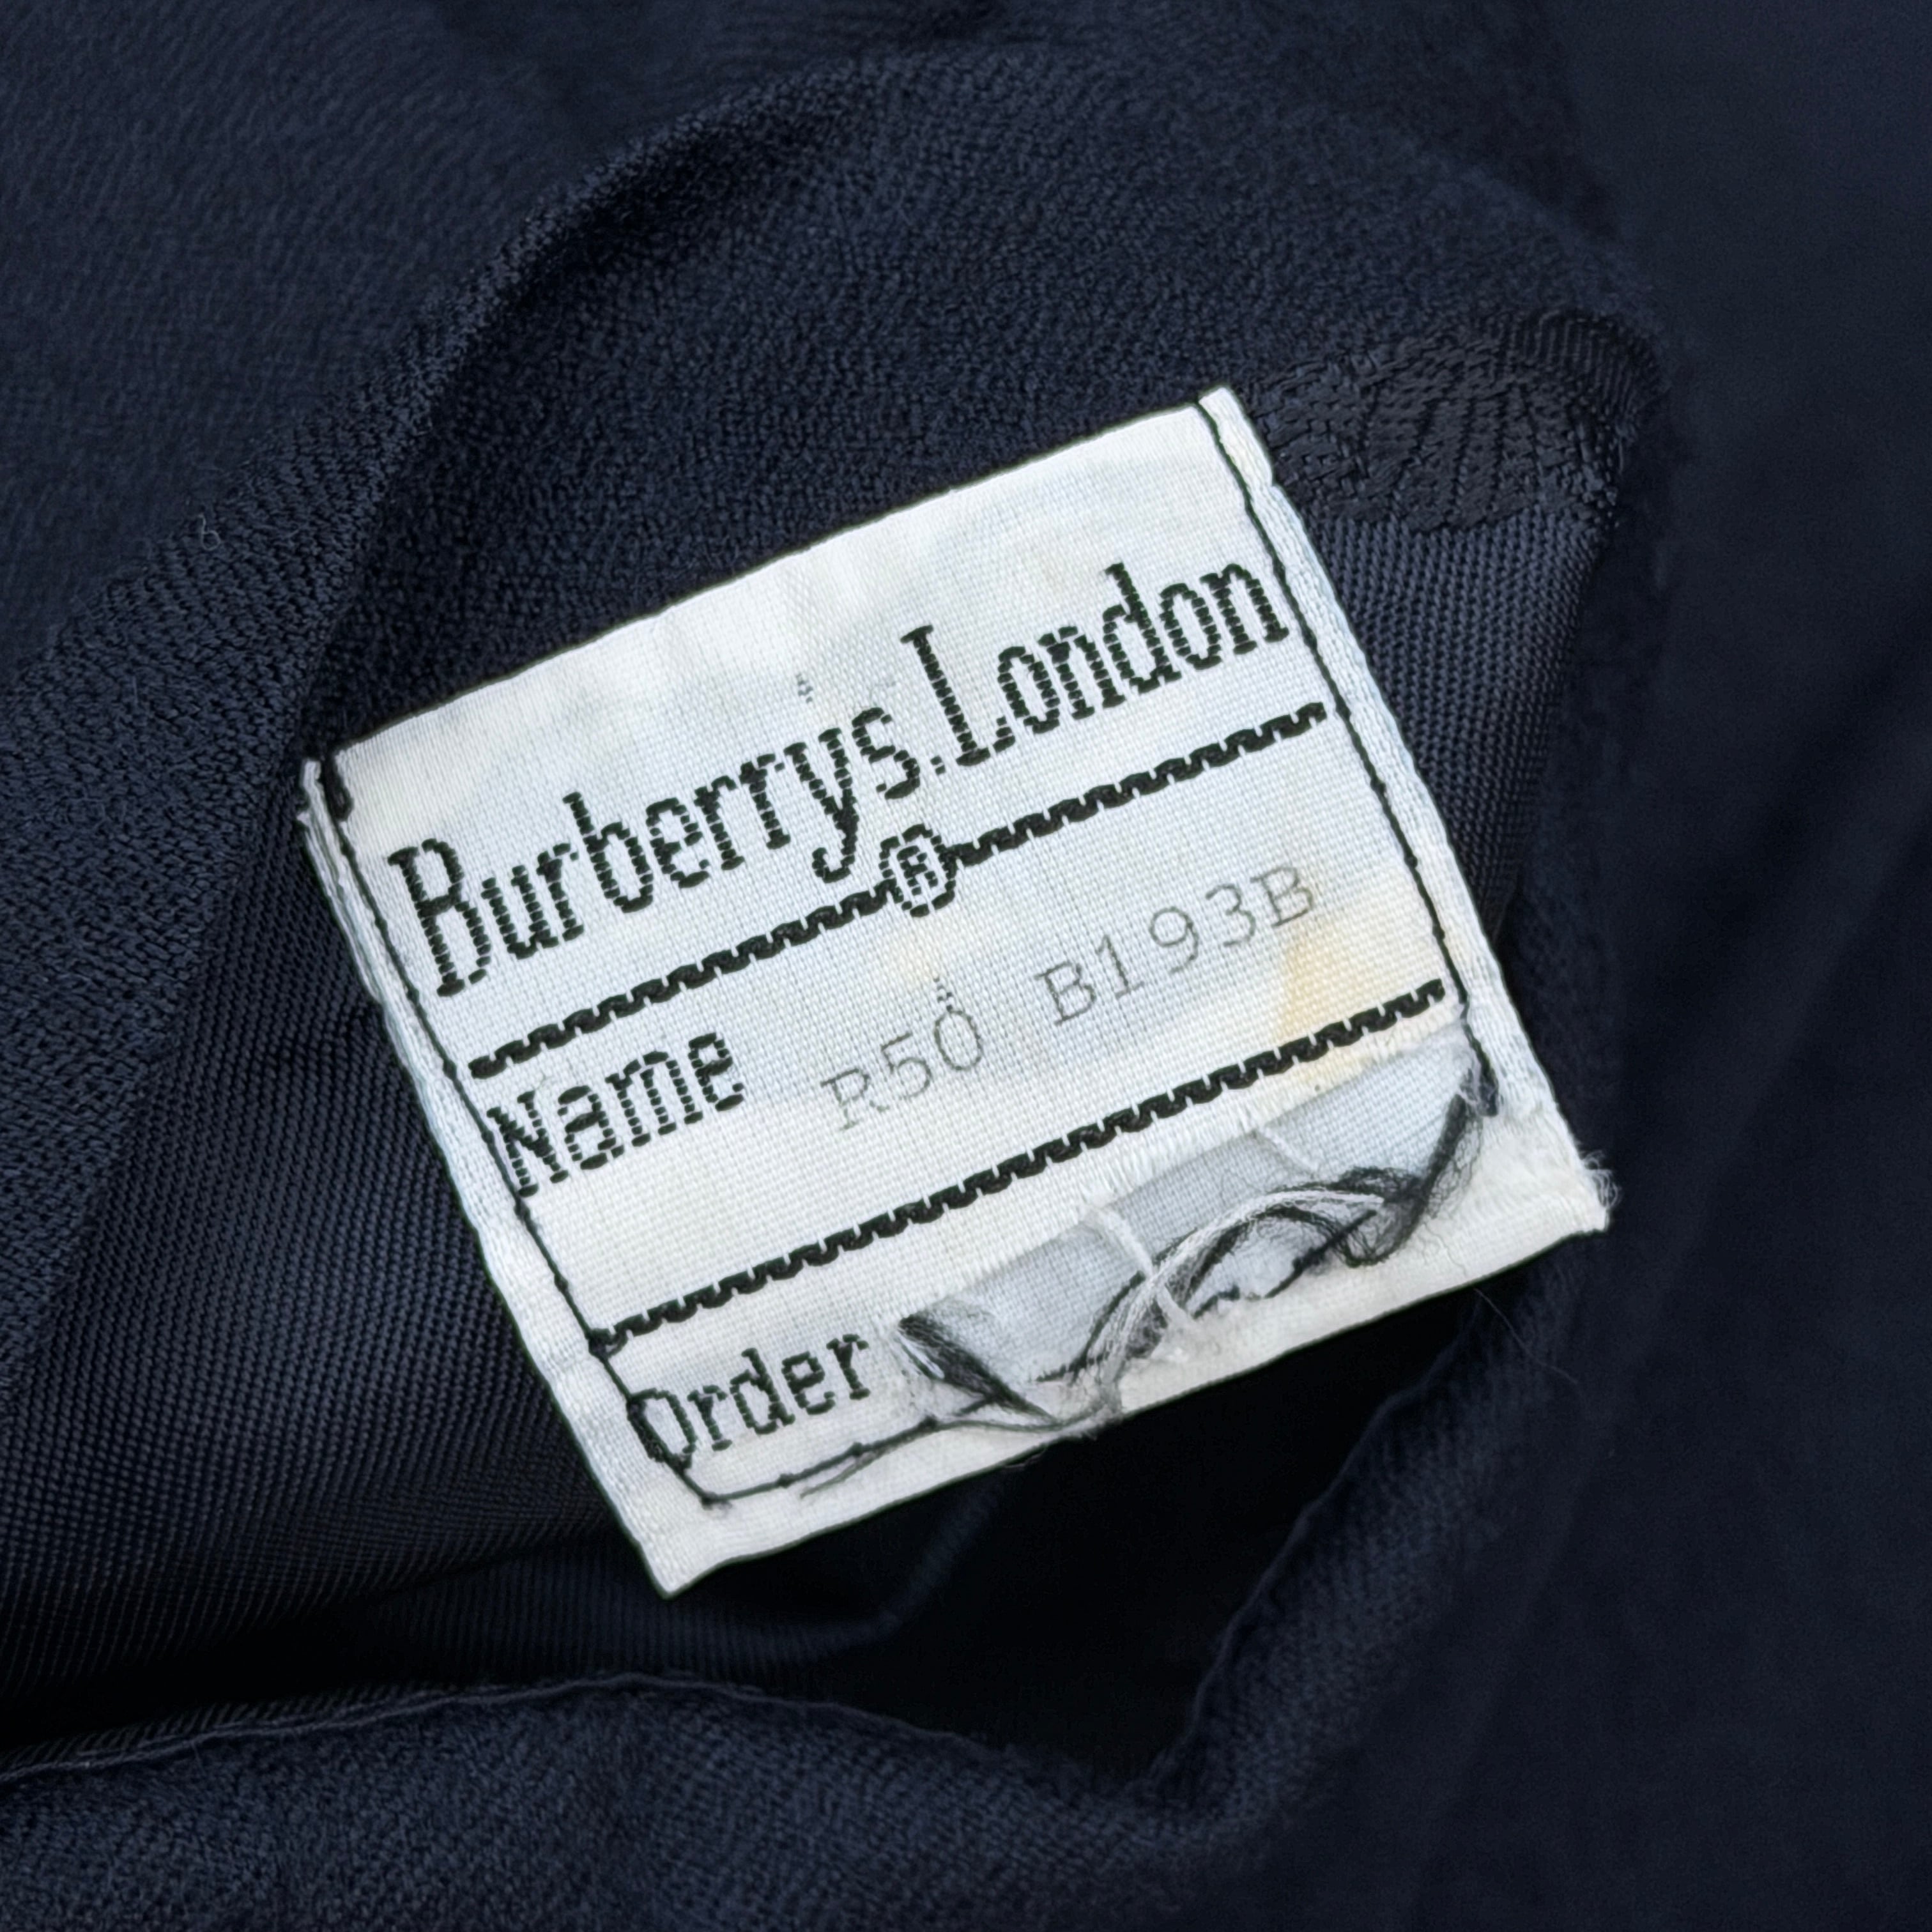 Burberrys.London
®
Name R50 B193B
Order